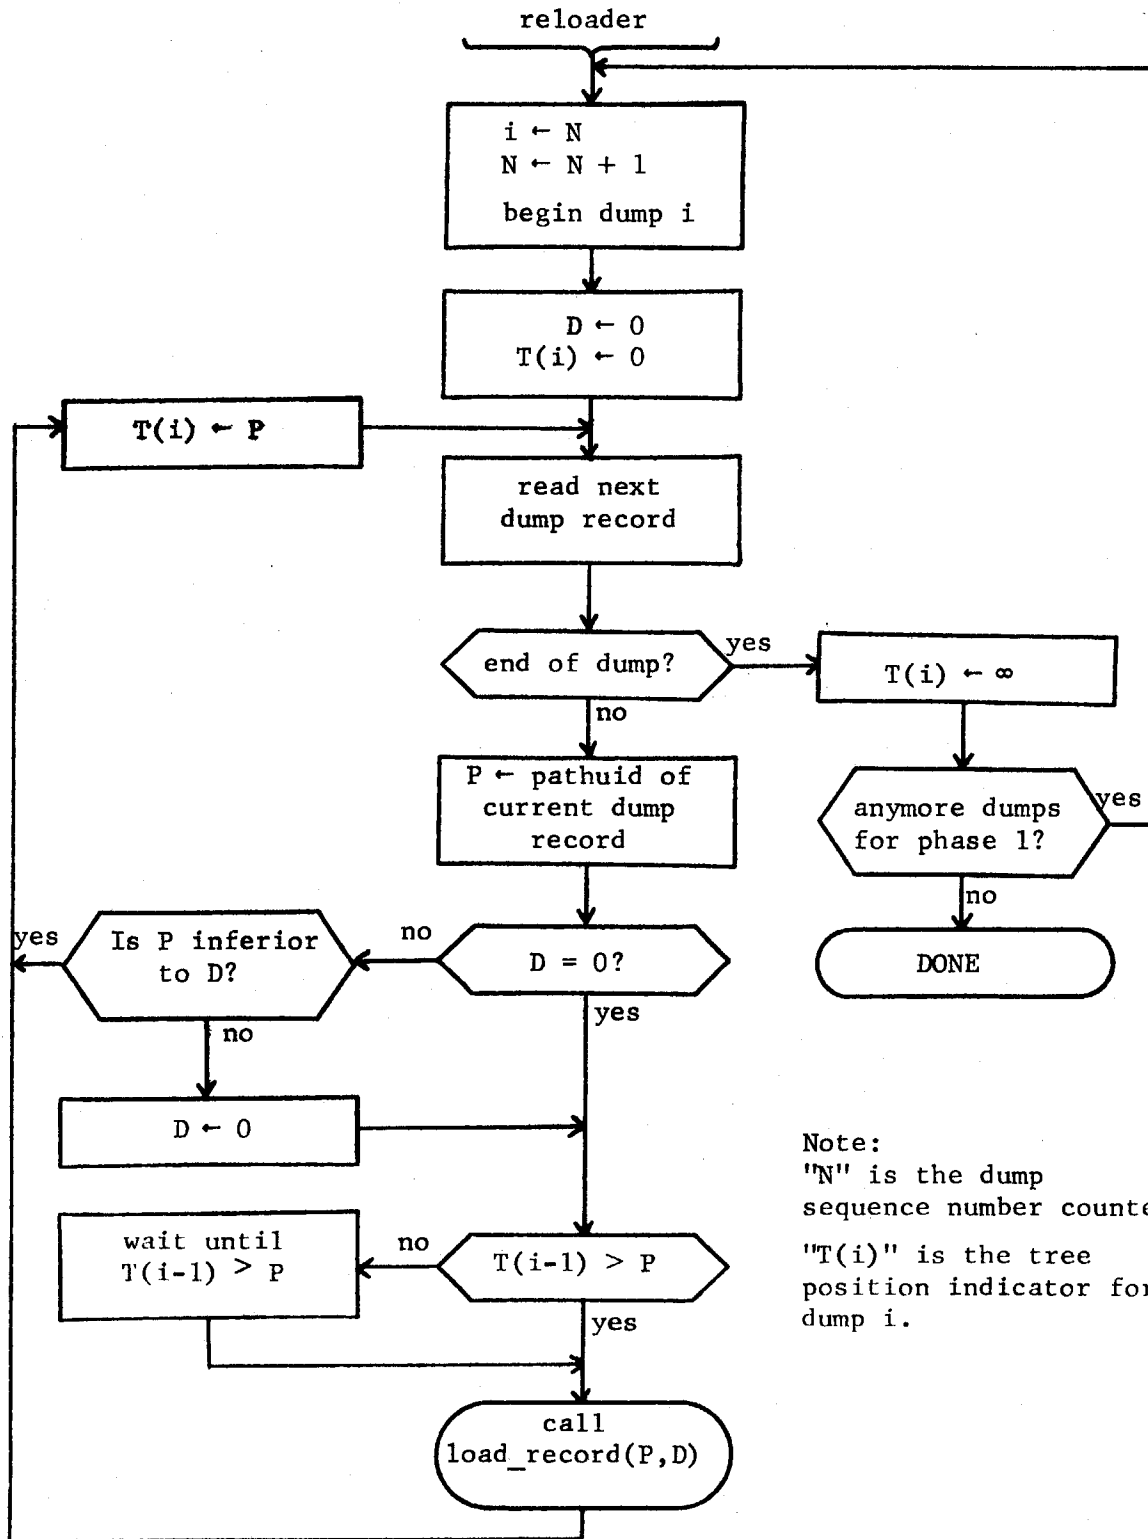 reloader
i ← N
N ← N + 1
begin dump i
D ← 0
T(i) ← 0
T(i) ← P
read next
dump record
end of dump?
yes
T(i) ← ∞
no
P ← pathuid of
current dump
record
anymore dumps
for phase 1?
yes
no
DONE
D = 0?
no
Is P inferior
to D?
yes
yes
no
D ← 0
T(i-1) > P
no
wait until
T(i-1) > P
yes
call
load_record(P,D)
Note:
"N" is the dump
sequence number counte
"T(i)" is the tree
position indicator for
dump i.